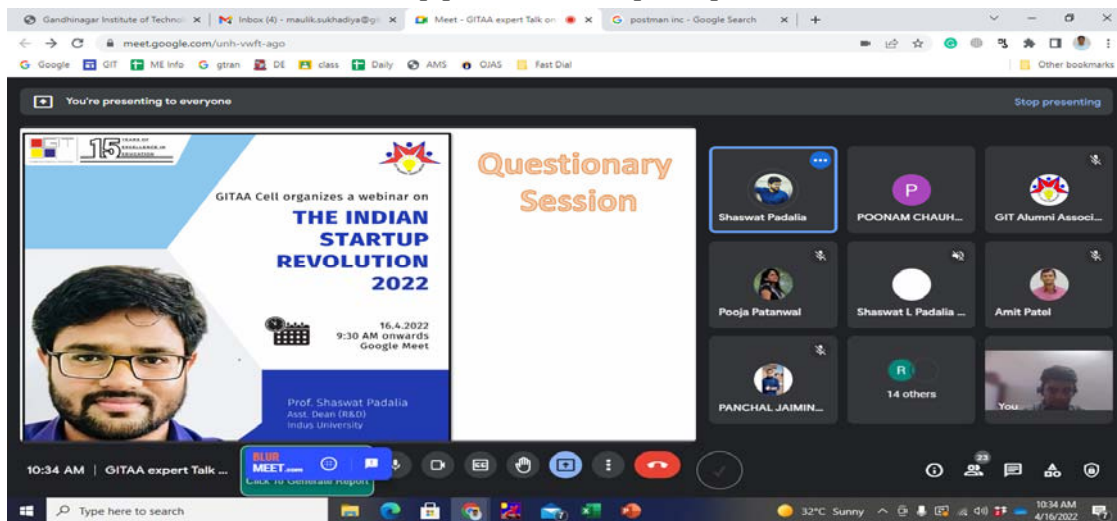 Gandhinagar Institute of Technol
Inbox (4) - maulik.sukhadiya@gi
Meet - GITAA expert Talk on
postman inc - Google Search
meet.google.com/unh-vwft-ago
Google GIT ME Info gtran DE class Daily AMS OJAS Fast Dial
Other bookmarks
You're presenting to everyone
Stop presenting
15 YEARS OF
EXCELLENCE IN
EDUCATION
GITAA Cell organizes a webinar on
THE INDIAN
STARTUP
REVOLUTION
2022
16.4.2022
9:30 AM onwards
Google Meet
Prof. Shaswat Padalia
Asst. Dean (R&D)
Indus University
Questionary
Session
Shaswat Padalia
P
POONAM CHAUH...
GIT Alumni Associ...
Pooja Patanwal
Shaswat L Padalia ...
Amit Patel
PANCHAL JAIMIN...
R
14 others
You
10:34 AM | GITAA expert Talk ...
BLUR
MEET.com
Click To Generate Report
23
Type here to search
32°C Sunny
10:34 AM
4/16/2022